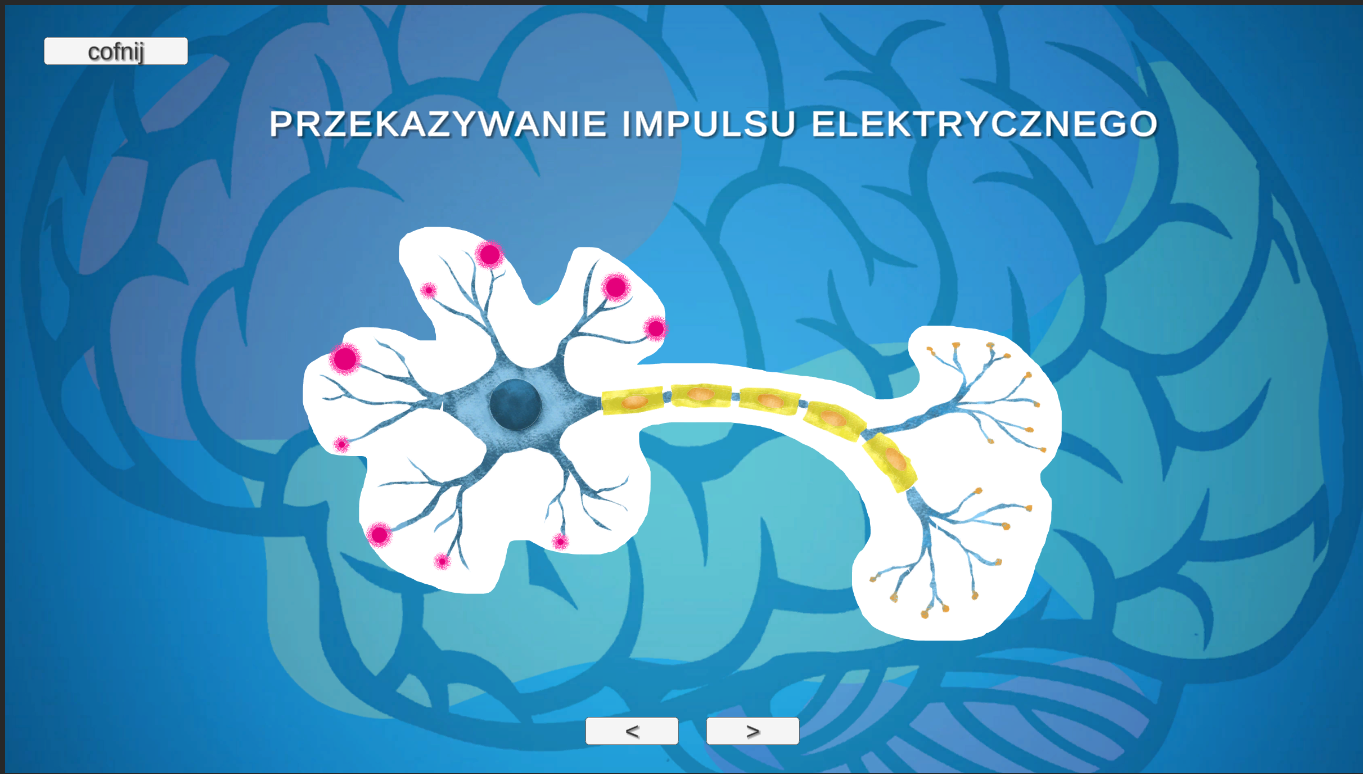 cofnij
PRZEKAZYWANIE IMPULSU ELEKTRYCZNEGO
< >